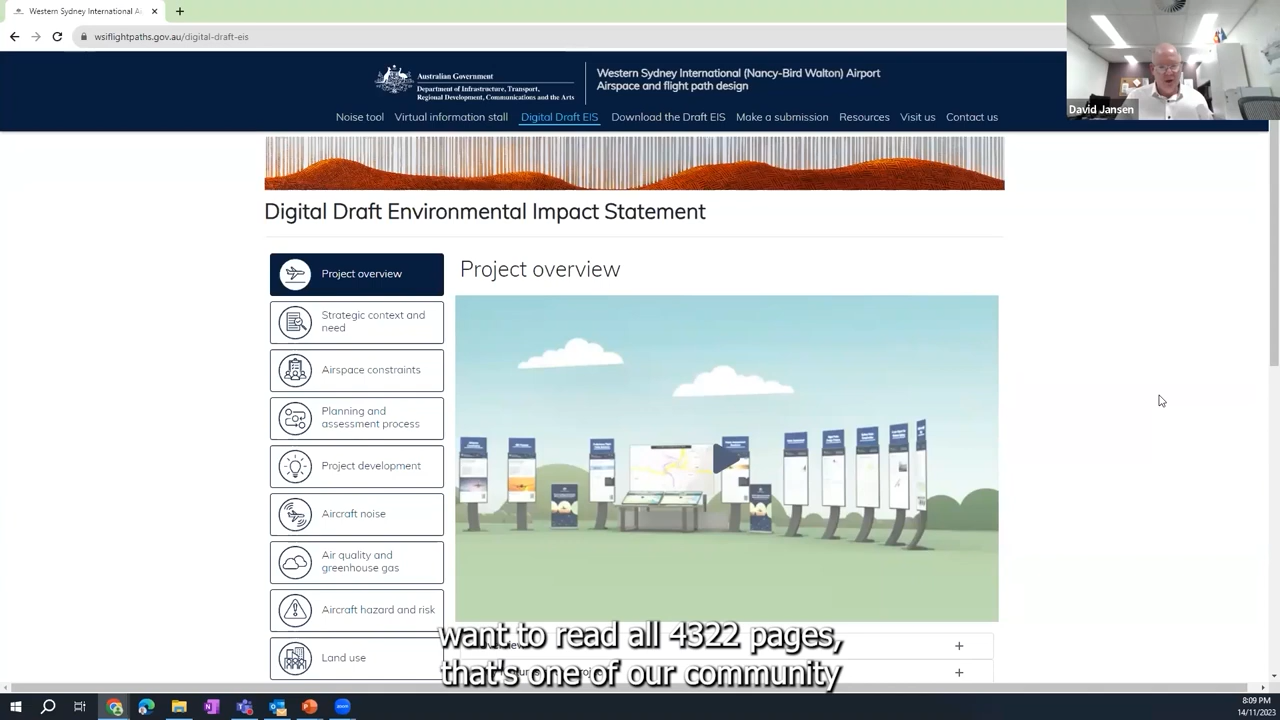 Western Sydney International A
wsiflightpaths.gov.au/digital-draft-eis
Australian Government
Department of Infrastructure, Transport,
Regional Development, Communications and the Arts
Western Sydney International (Nancy-Bird Walton) Airport
Airspace and flight path design
David Jansen
Noise tool
Virtual information stall
Digital Draft EIS
Download the Draft EIS
Make a submission
Resources
Visit us
Contact us
Digital Draft Environmental Impact Statement
Project overview
Strategic context and
need
Airspace constraints
Planning and
assessment process
Project development
Aircraft noise
Air quality and
greenhouse gas
Aircraft hazard and risk
Land use
Project overview
want to read all 4322 pages,
that's one of our community
8:09 PM
14/11/2023